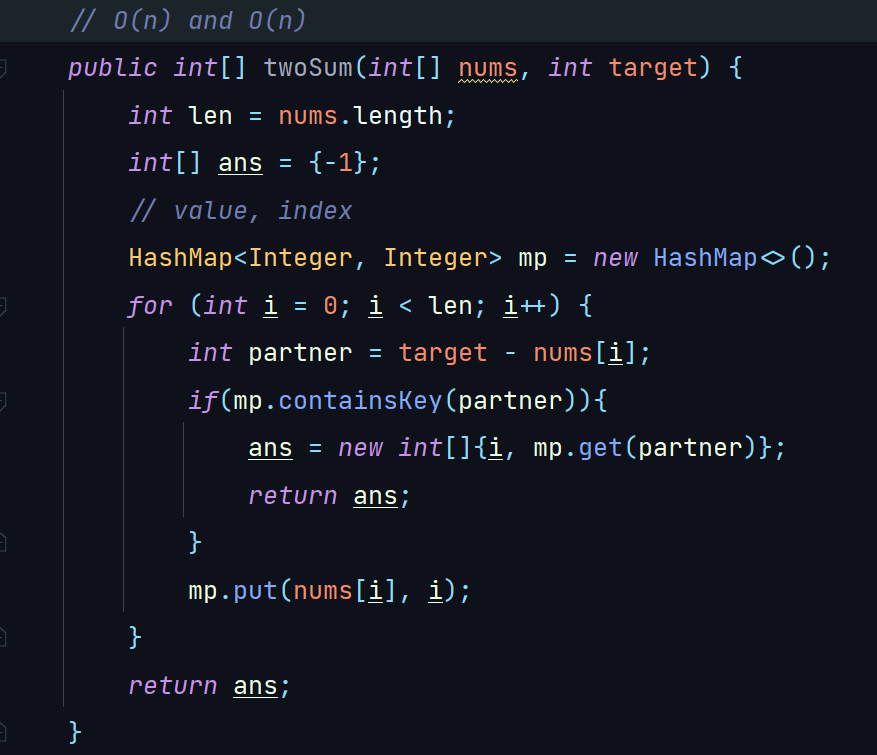 // O(n) and O(n)
public int[] twoSum(int[] nums, int target) {
int len = nums.length;
int[] ans = {-1};
// value, index
HashMap<Integer, Integer> mp = new HashMap<>();
for (int i = 0; i < len; i++) {
int partner = target - nums[i];
if(mp.containsKey(partner)){
ans = new int[]{i, mp.get(partner)};
return ans;
}
mp.put(nums[i], i);
}
return ans;
}